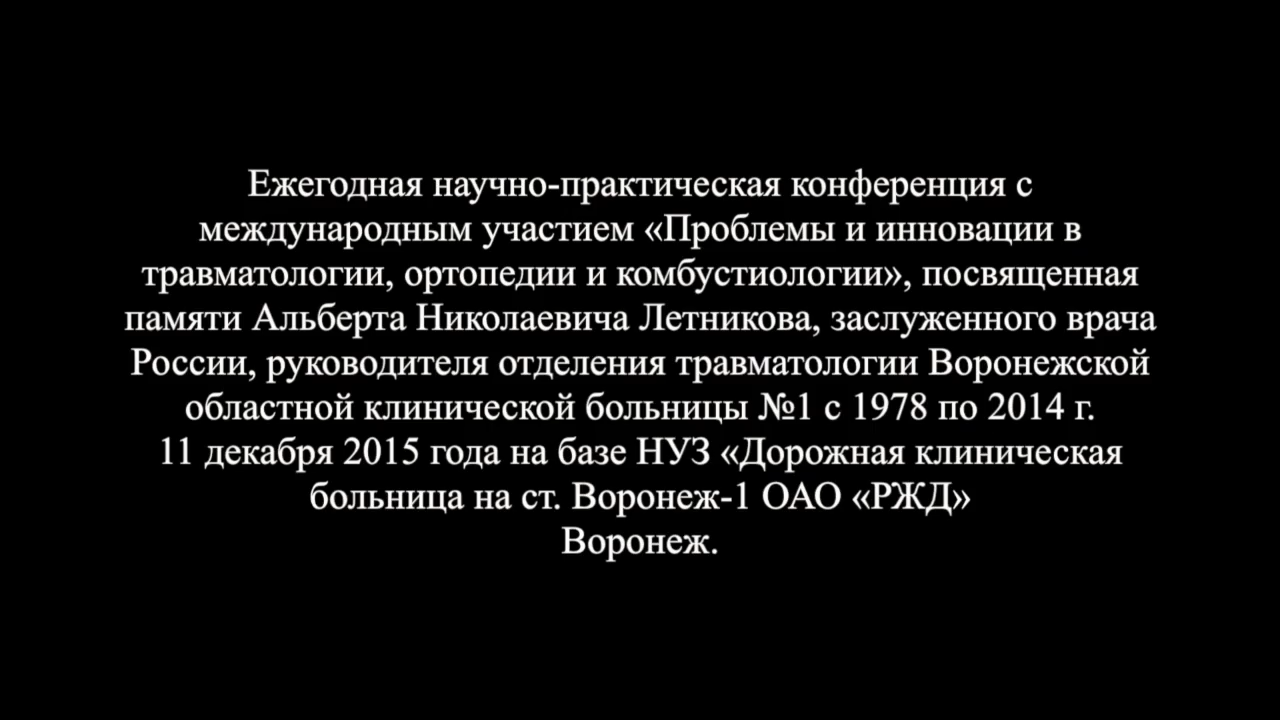 Ежегодная научно-практическая конференция с
международным участием «Проблемы и инновации в
травматологии, ортопедии и комбустиологии», посвященная
памяти Альберта Николаевича Летникова, заслуженного врача
России, руководителя отделения травматологии Воронежской
областной клинической больницы №1 с 1978 по 2014 г.
11 декабря 2015 года на базе НУЗ «Дорожная клиническая
больница на ст. Воронеж-1 ОАО «РЖД»
Воронеж.